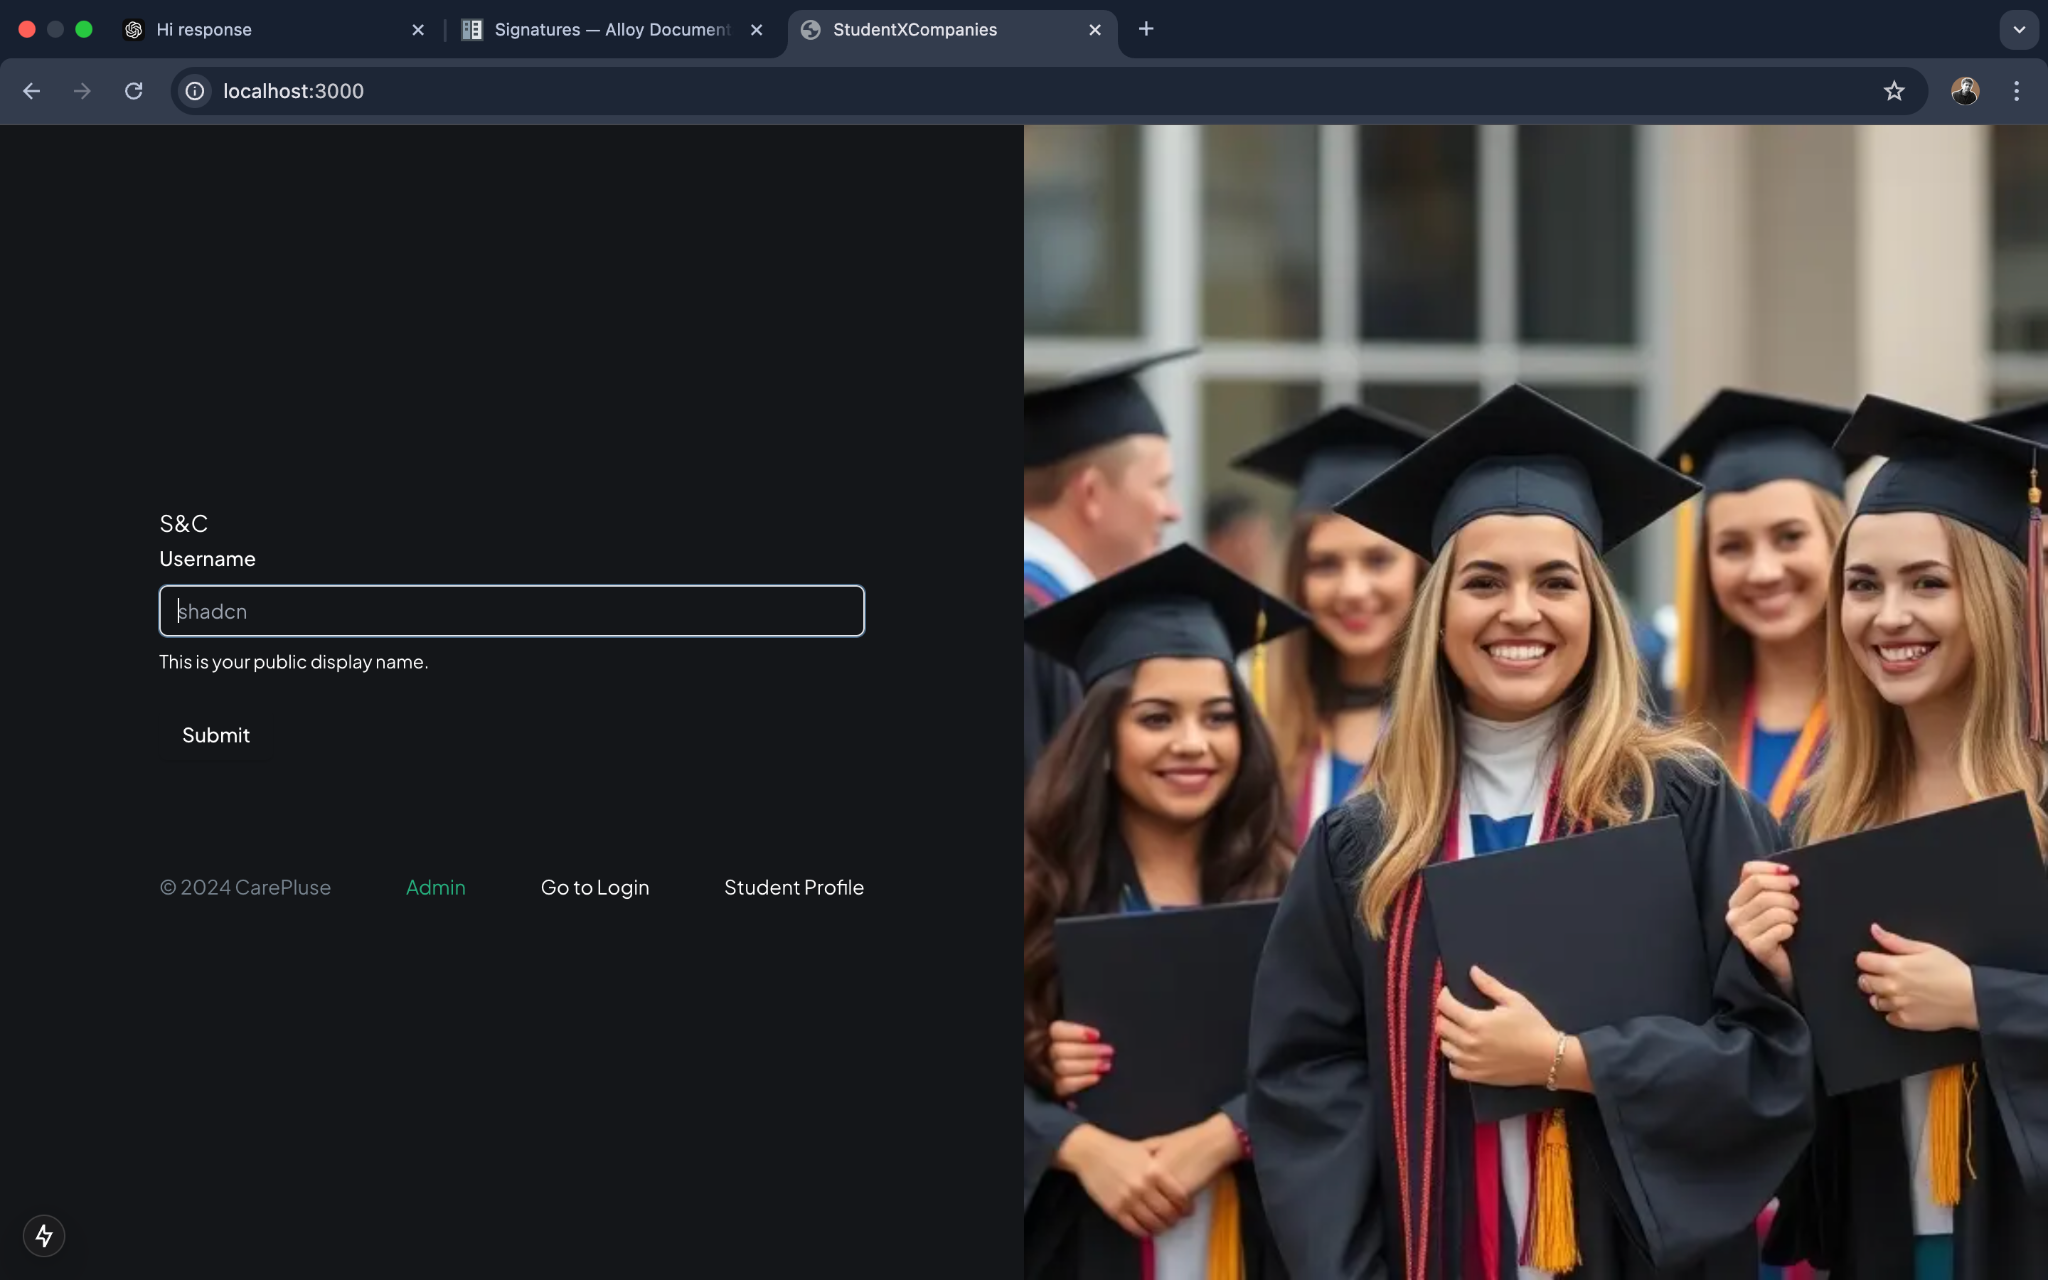 Hi response
Signatures — Alloy Document
StudentXCompanies
localhost:3000
S&C
Username
shadcn
This is your public display name.
Submit
© 2024 CarePluse Admin Go to Login Student Profile